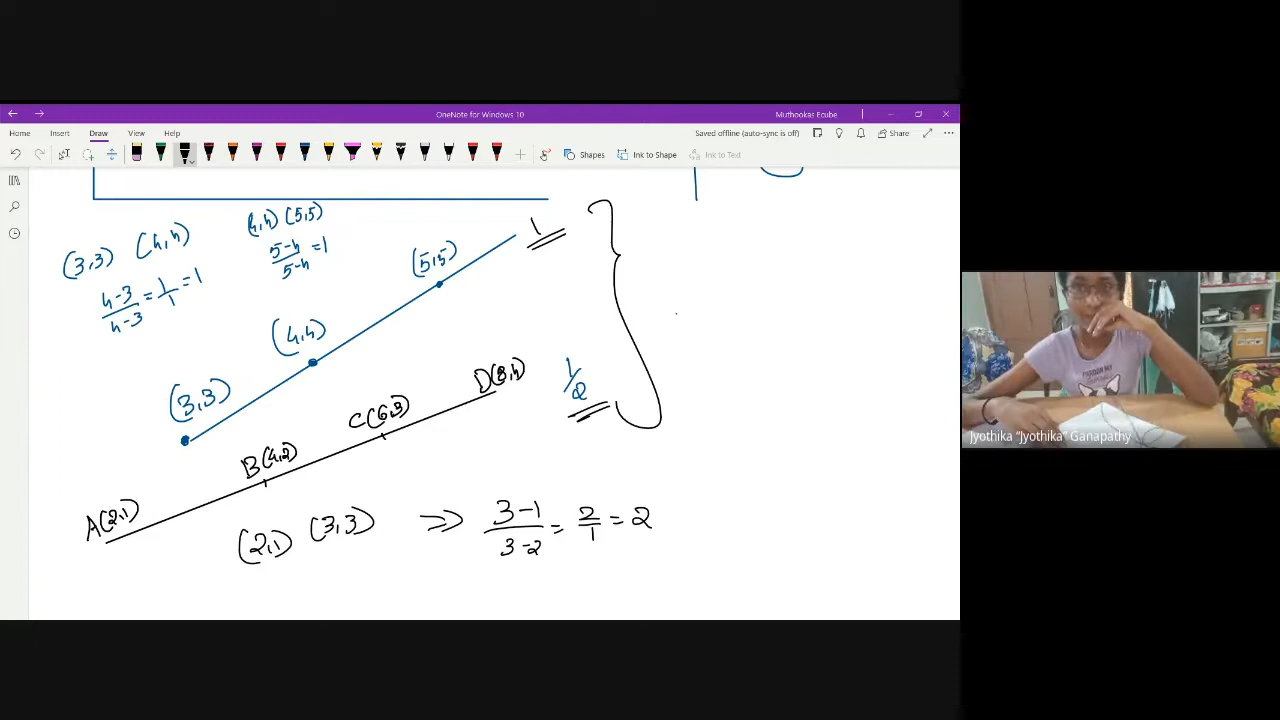 OneNote for Windows 10
Muthookas Ecube
Home Insert Draw View Help
Saved offline (auto-sync is off)
Share
Shapes
Ink to Shape
Ink to Text
(3,3) (4,4)
4-3/4-3 = 1/1 = 1
(4,4) (5,5)
5-4/5-4 = 1
(5,5)
1
(4,4)
(3,3)
1/2
D(8,4)
C(6,3)
B(4,2)
A(2,1)
(2,1) (3,3) ⇒ 3-1/3-2 = 2/1 = 2
Jyothika “Jyothika” Ganapathy